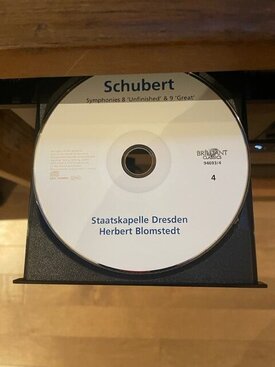 Schubert
Symphonies 8 'Unfinished' & 9 'Great'
BRILLIANT
CLASSICS
94693/4
4
Staatskapelle Dresden
Herbert Blomstedt